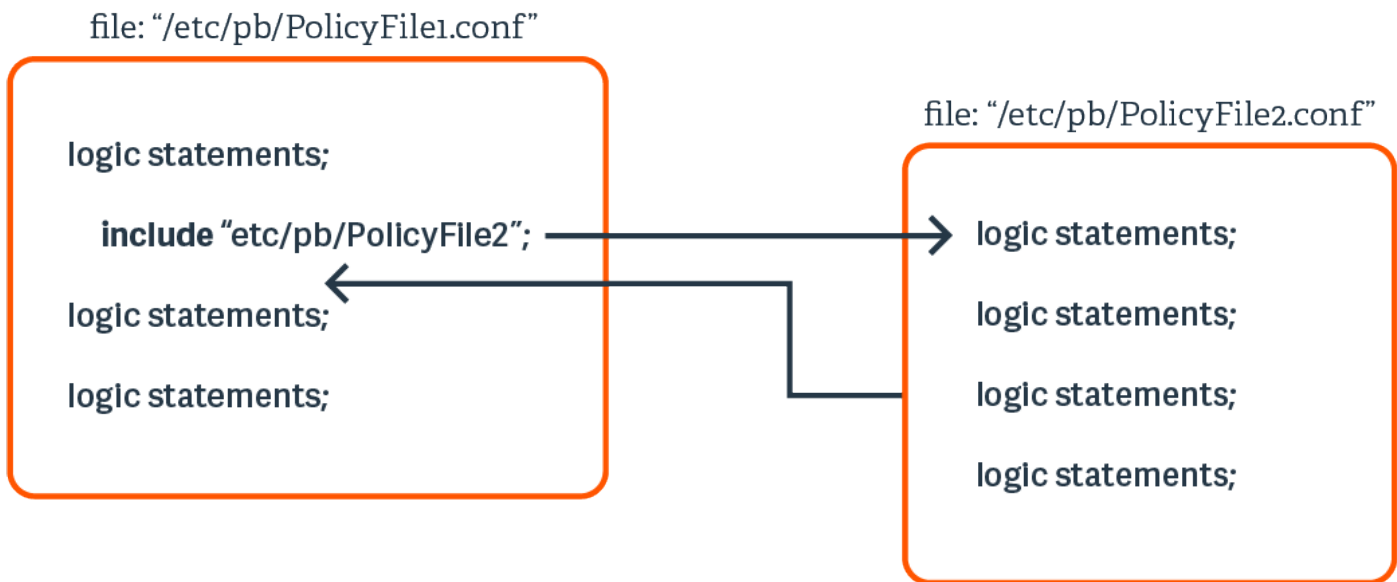 file: “/etc/pb/PolicyFile1.conf”
logic statements;
include “etc/pb/PolicyFile2”;
logic statements;
logic statements;
file: “/etc/pb/PolicyFile2.conf”
logic statements;
logic statements;
logic statements;
logic statements;